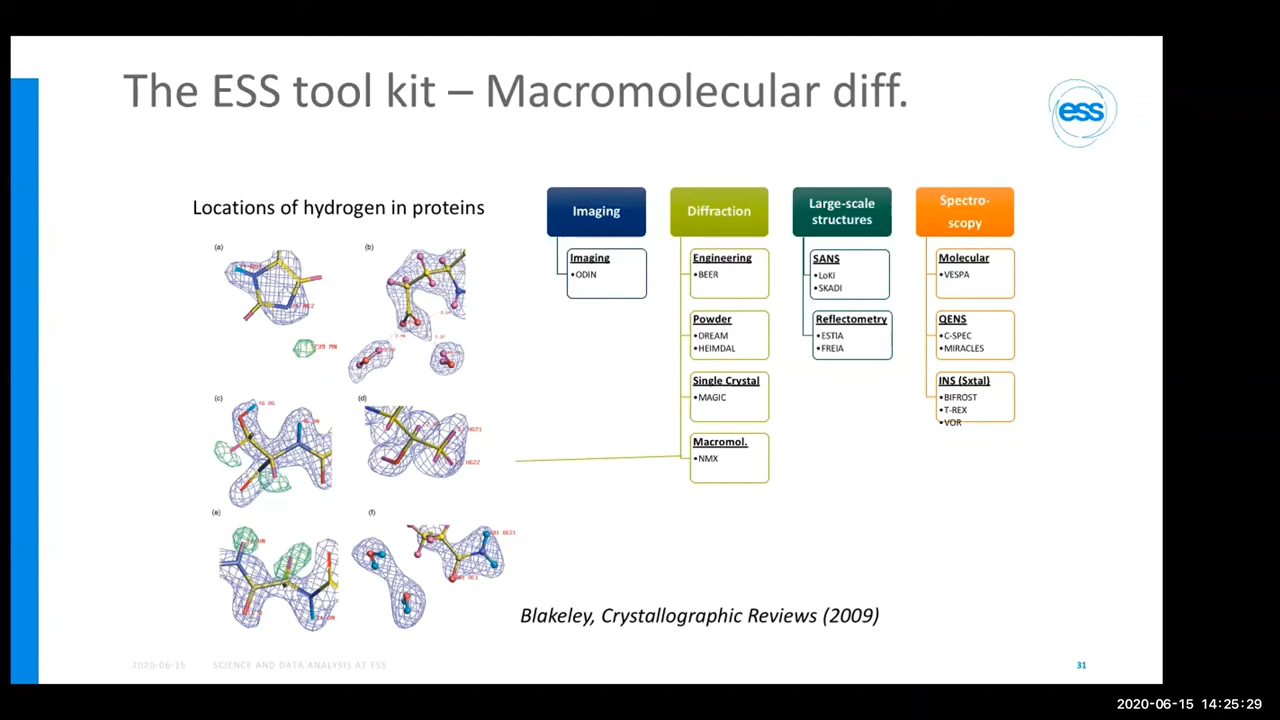 The ESS tool kit – Macromolecular diff.
ess
Locations of hydrogen in proteins
(a)
(b)
(c)
(d)
(e)
(f)
Imaging
Imaging
•ODIN
Diffraction
Engineering
•BEER
Powder
•DREAM
•HEIMDAL
Single Crystal
•MAGIC
Macromol.
•NMX
Large-scale
structures
SANS
•LoKI
•SKADI
Reflectometry
•ESTIA
•FREIA
Spectro-
scopy
Molecular
•VESPA
QENS
•C-SPEC
•MIRACLES
INS (Sxtal)
•BIFROST
•T-REX
•VOR
Blakeley, Crystallographic Reviews (2009)
2020-06-15 SCIENCE AND DATA ANALYSIS AT ESS 31
2020-06-15 14:25:29